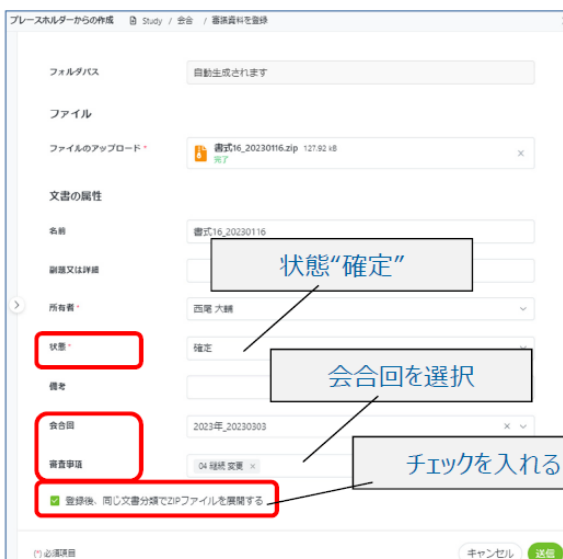 プレースホルダーからの作成 Study / 会合 / 審議資料を登録
フォルダパス 自動生成されます
ファイル
ファイルのアップロード * 書式16_20230116.zip 127.92 kB ×
完了
文書の属性
名前 書式16_20230116
副題又は詳細
状態“確定”
所有者 * 西尾 大輔
状態 * 確定
備考
会合回を選択
会合回 2023年_20230303 ×
審査事項 04 継続 変更 ×
チェックを入れる
登録後、同じ文書分類でZIPファイルを展開する
(*) 必須項目 キャンセル 送信